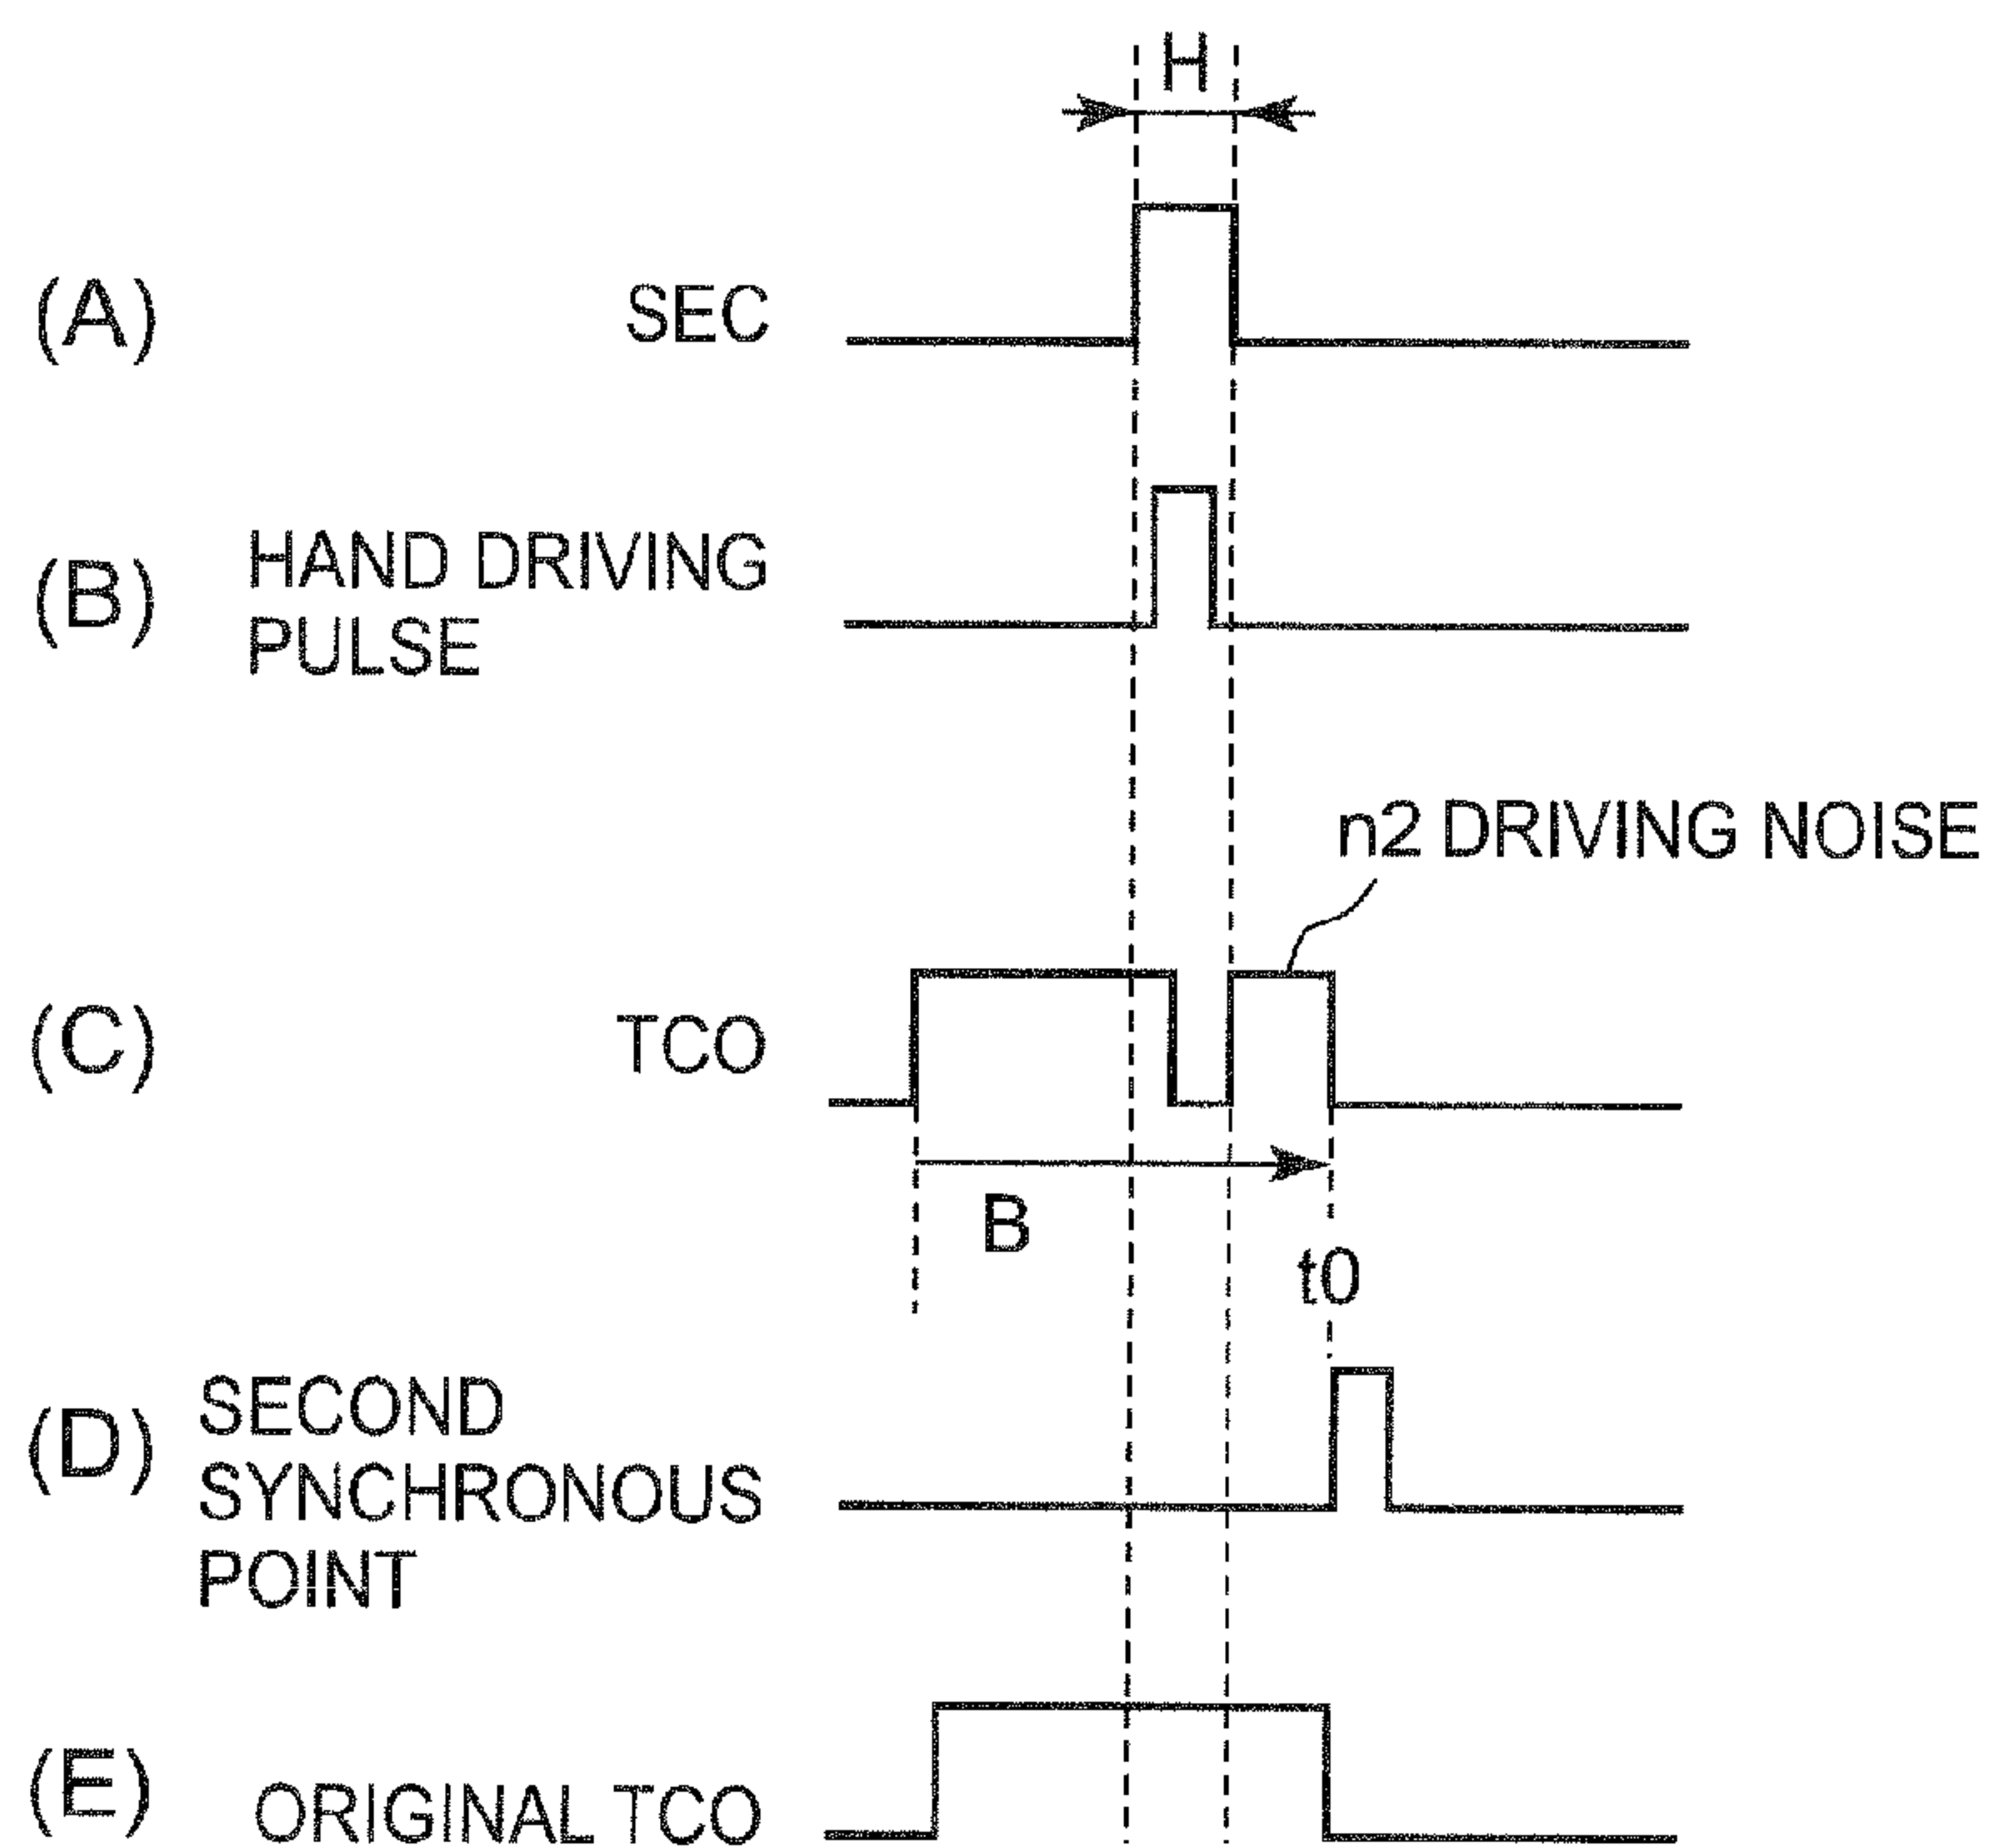 H
(A) SEC
(B) HAND DRIVING
PULSE
n2 DRIVING NOISE
(C) TCO
B
t0
(D) SECOND
SYNCHRONOUS
POINT
(E) ORIGINAL TCO